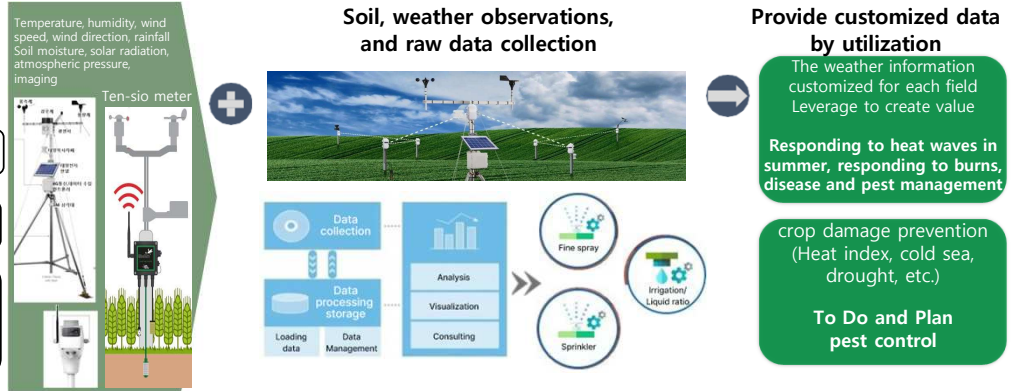 Temperature, humidity, wind
speed, wind direction, rainfall
Soil moisture, solar radiation,
atmospheric pressure,
imaging
Ten-sio meter
Soil, weather observations,
and raw data collection
Data
collection
Data
processing
storage
Loading
data
Data
Management
Analysis
Visualization
Consulting
Fine spray
Irrigation/
Liquid ratio
Sprinkler
Provide customized data
by utilization
The weather information
customized for each field
Leverage to create value
Responding to heat waves in
summer, responding to burns,
disease and pest management
crop damage prevention
(Heat index, cold sea,
drought, etc.)
To Do and Plan
pest control